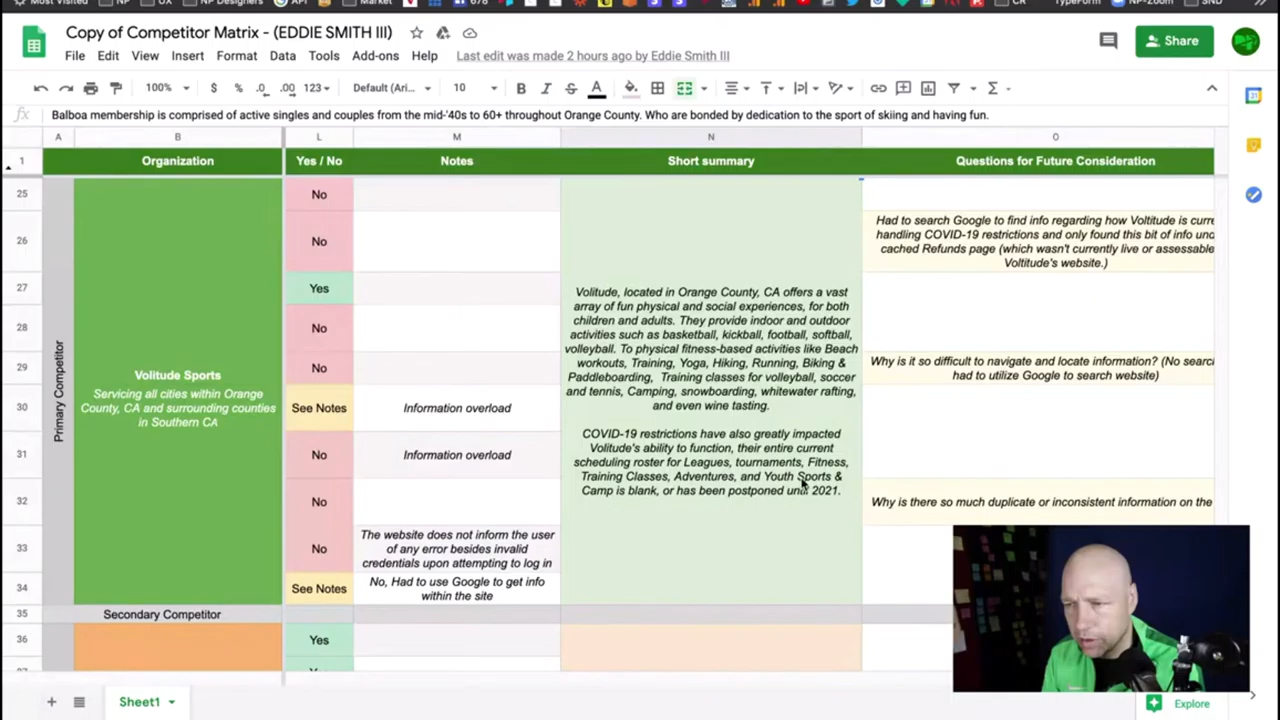 Most Visited
NP
UX
NP Designers
API
Market
678
CR
TypeForm
NP-Zoom
SND
Copy of Competitor Matrix - (EDDIE SMITH III)
Share
File Edit View Insert Format Data Tools Add-ons Help Last edit was made 2 hours ago by Eddie Smith III
100% $ % .0 .00 123 Default (Ari... 10 B I S A
fx Balboa membership is comprised of active singles and couples from the mid-'40s to 60+ throughout Orange County. Who are bonded by dedication to the sport of skiing and having fun.
A B L M N O
1 Organization Yes / No Notes Short summary Questions for Future Consideration
25 No
26 No
Had to search Google to find info regarding how Voltitude is curre
handling COVID-19 restrictions and only found this bit of info und
cached Refunds page (which wasn't currently live or assessable
Voltitude's website.)
27 Yes
28 No
29 No
Why is it so difficult to navigate and locate information? (No searc
had to utilize Google to search website)
30 See Notes Information overload
31 No Information overload
32 No
Why is there so much duplicate or inconsistent information on the
33 No
The website does not inform the user
of any error besides invalid
credentials upon attempting to log in
34 See Notes
No, Had to use Google to get info
within the site
Primary Competitor
Volitude Sports
Servicing all cities within Orange
County, CA and surrounding counties
in Southern CA
Volitude, located in Orange County, CA offers a vast
array of fun physical and social experiences, for both
children and adults. They provide indoor and outdoor
activities such as basketball, kickball, football, softball,
volleyball. To physical fitness-based activities like Beach
workouts, Training, Yoga, Hiking, Running, Biking &
Paddleboarding, Training classes for volleyball, soccer
and tennis, Camping, snowboarding, whitewater rafting,
and even wine tasting.
COVID-19 restrictions have also greatly impacted
Volitude's ability to function, their entire current
scheduling roster for Leagues, tournaments, Fitness,
Training Classes, Adventures, and Youth Sports &
Camp is blank, or has been postponed until 2021.
35 Secondary Competitor
36 Yes
Sheet1
Explore